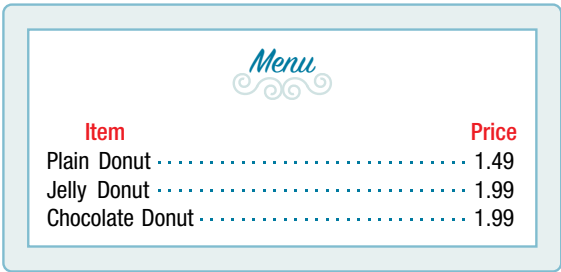 Menu
Item Price
Plain Donut 1.49
Jelly Donut 1.99
Chocolate Donut 1.99